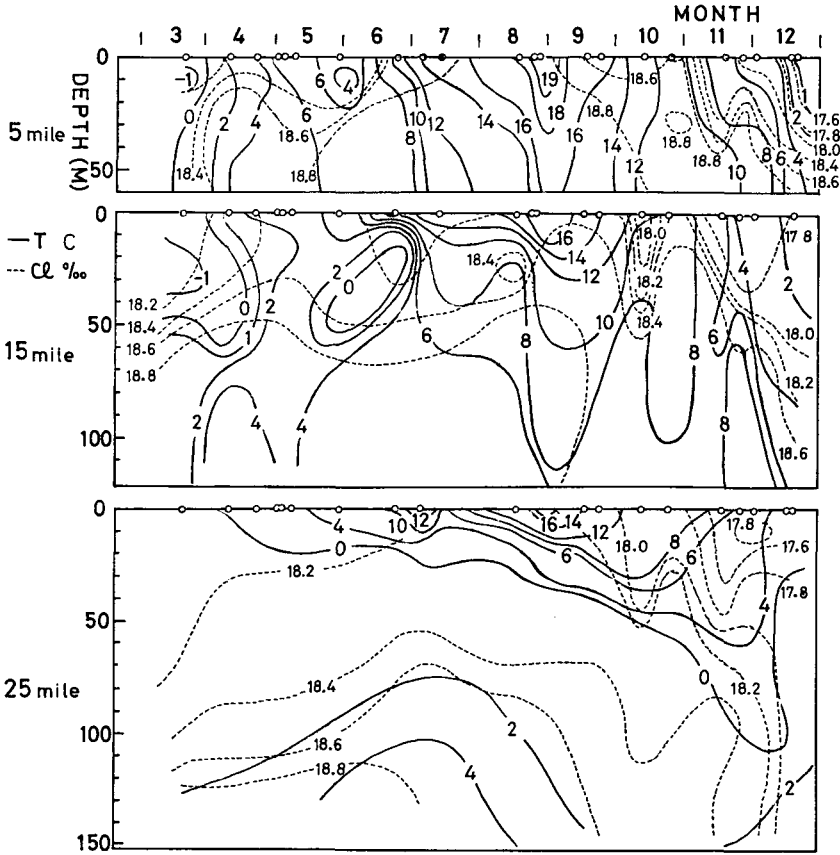 MONTH
3 4 5 6 7 8 9 10 11 12
0
50
DEPTH (M)
5 mile
-1 0 2 4 6 6 4 8 10 12 14 16 19 18 16 14 12 10 8 6 4 2 1
18.4 18.6 18.8 18.8 18.6 18.8 18.8 17.6 17.8 18.0 18.4 18.6
— T C
--- Cl ‰
0
50
100
15 mile
-1 0 1 2 2 4 2 0 4 6 8 16 14 12 10 8 6 8 4 2
18.2 18.4 18.6 18.8 18.4 18.0 18.2 18.4 17.8 18.0 18.2 18.6
0
50
100
150
25 mile
4 0 10 12 16 14 12 6 8 6 4 0 2 4 2
18.2 18.4 18.6 18.8 18.0 17.8 17.6 17.8 18.2